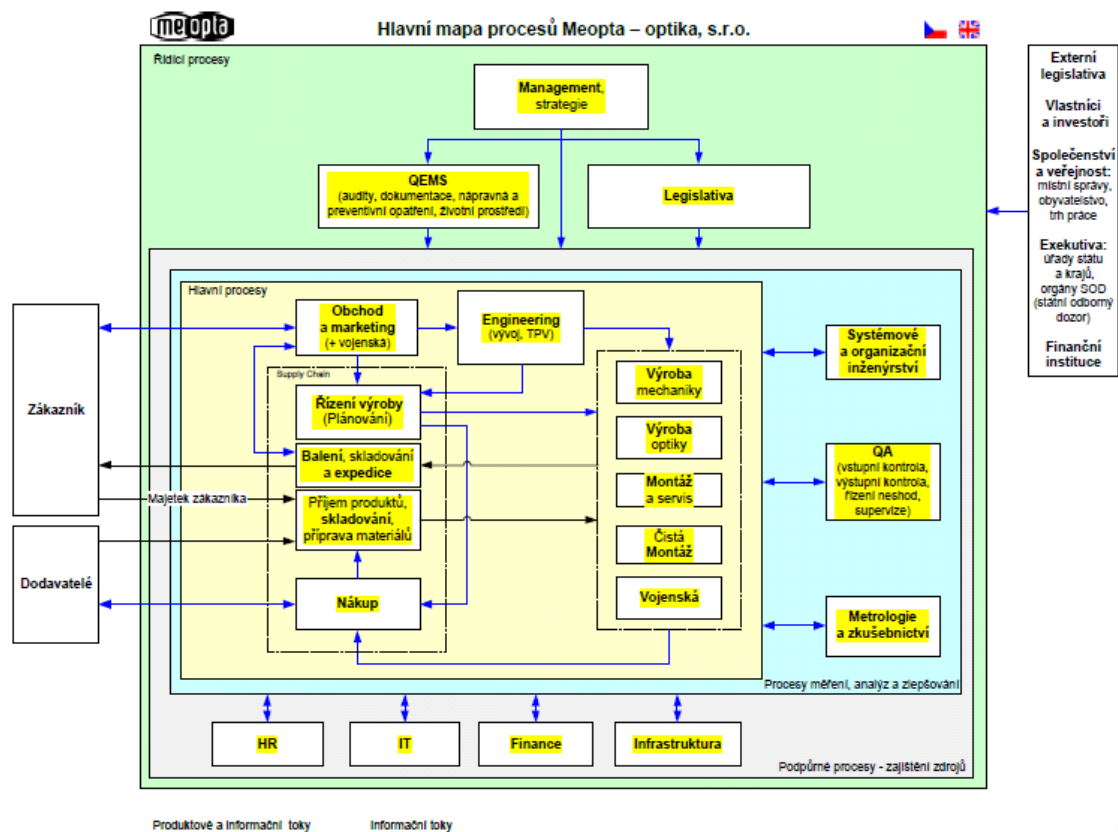 meopta
Hlavní mapa procesů Meopta – optika, s.r.o.
Řídící procesy
Management,
strategie
QEMS
(audity, dokumentace, nápravná a
preventivní opatření, životní prostředí)
Legislativa
Externí
legislativa
Vlastníci
a investoři
Společenství
a veřejnost:
místní správy,
obyvatelstvo,
trh práce
Exekutiva:
úřady státu
a krajů,
orgány SOD
(státní odborný
dozor)
Finanční
instituce
Hlavní procesy
Obchod
a marketing
(+ vojenská)
Engineering
(vývoj, TPV)
Supply Chain
Řízení výroby
(Plánování)
Balení, skladování
a expedice
Příjem produktů,
skladování,
příprava materiálů
Nákup
Výroba
mechaniky
Výroba
optiky
Montáž
a servis
Čistá
Montáž
Vojenská
Zákazník
Majetek zákazníka
Dodavatelé
Systémové
a organizační
inženýrství
QA
(vstupní kontrola,
výstupní kontrola,
řízení neshod,
supervize)
Metrologie
a zkušebnictví
Procesy měření, analýz a zlepšování
HR
IT
Finance
Infrastruktura
Podpůrné procesy - zajištění zdrojů
Produktové a informační toky
Informační toky